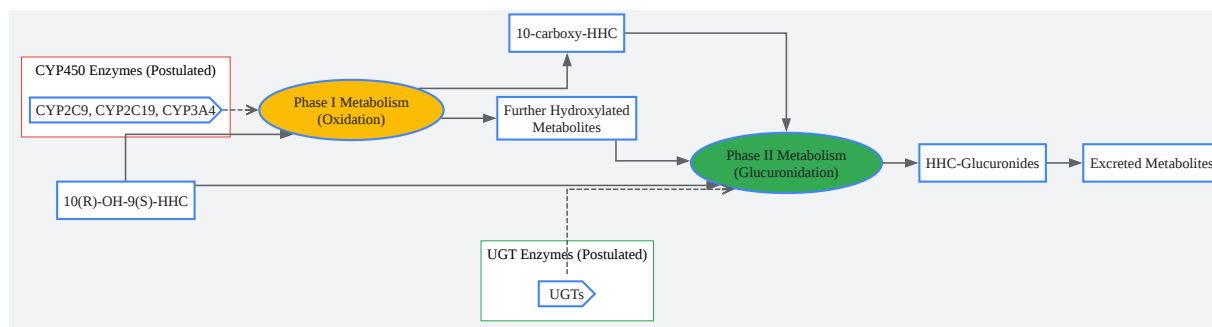 10-carboxy-HHC
CYP450 Enzymes (Postulated)
CYP2C9, CYP2C19, CYP3A4
Phase I Metabolism
(Oxidation)
Further Hydroxylated
Metabolites
Phase II Metabolism
(Glucuronidation)
HHC-Glucuronides
Excreted Metabolites
10(R)-OH-9(S)-HHC
UGT Enzymes (Postulated)
UGTs